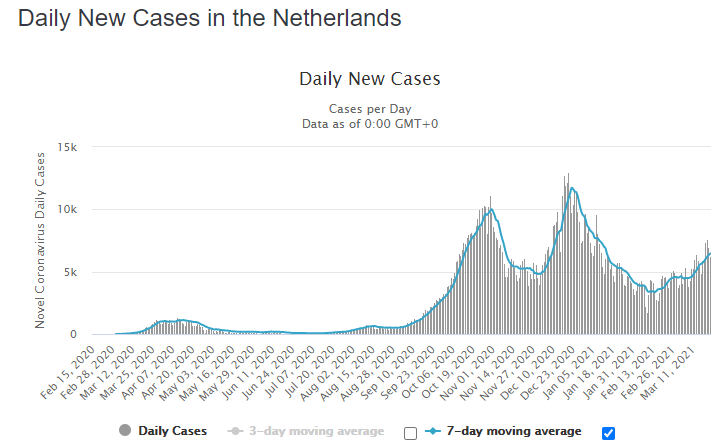 Daily New Cases in the Netherlands
Daily New Cases
Cases per Day
Data as of 0:00 GMT+0
Novel Coronavirus Daily Cases
15k
10k
5k
0
Feb 15, 2020
Feb 28, 2020
Mar 12, 2020
Mar 25, 2020
Apr 07, 2020
Apr 20, 2020
May 03, 2020
May 16, 2020
May 29, 2020
Jun 11, 2020
Jun 24, 2020
Jul 07, 2020
Jul 20, 2020
Aug 02, 2020
Aug 15, 2020
Aug 28, 2020
Sep 10, 2020
Sep 23, 2020
Oct 06, 2020
Oct 19, 2020
Nov 01, 2020
Nov 14, 2020
Nov 27, 2020
Dec 10, 2020
Dec 23, 2020
Jan 05, 2021
Jan 18, 2021
Jan 31, 2021
Feb 13, 2021
Feb 26, 2021
Mar 11, 2021
Daily Cases
3-day moving average
7-day moving average